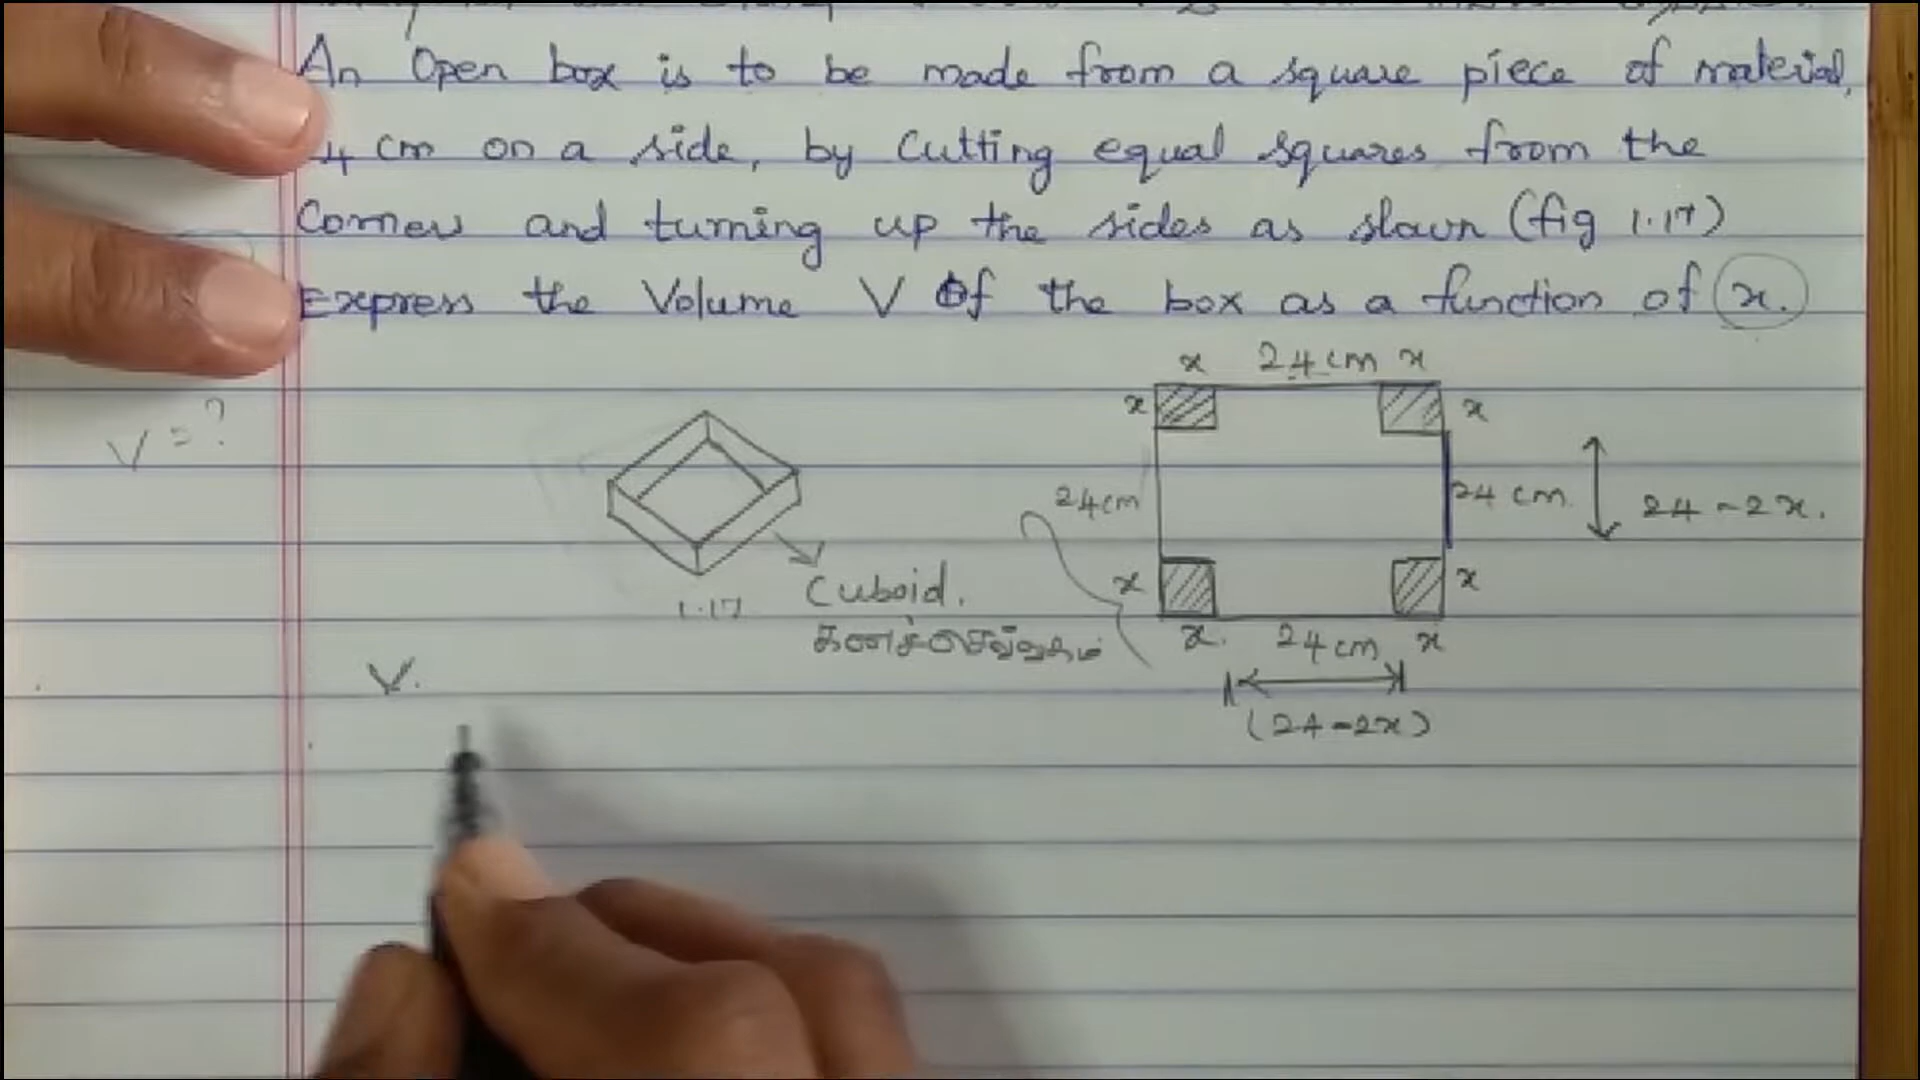 An Open box is to be made from a square piece of material,
4 cm on a side, by Cutting equal squares from the
Corners and turning up the sides as shown (fig 1.17)
Express the Volume V Of the box as a function of x.
x 24 cm x
x x
V = ?
24cm 24 cm 24 - 2x.
Cuboid.
1.17
x x
கனச்செவ்வகம்
x. 24 cm x
V.
(24-2x)